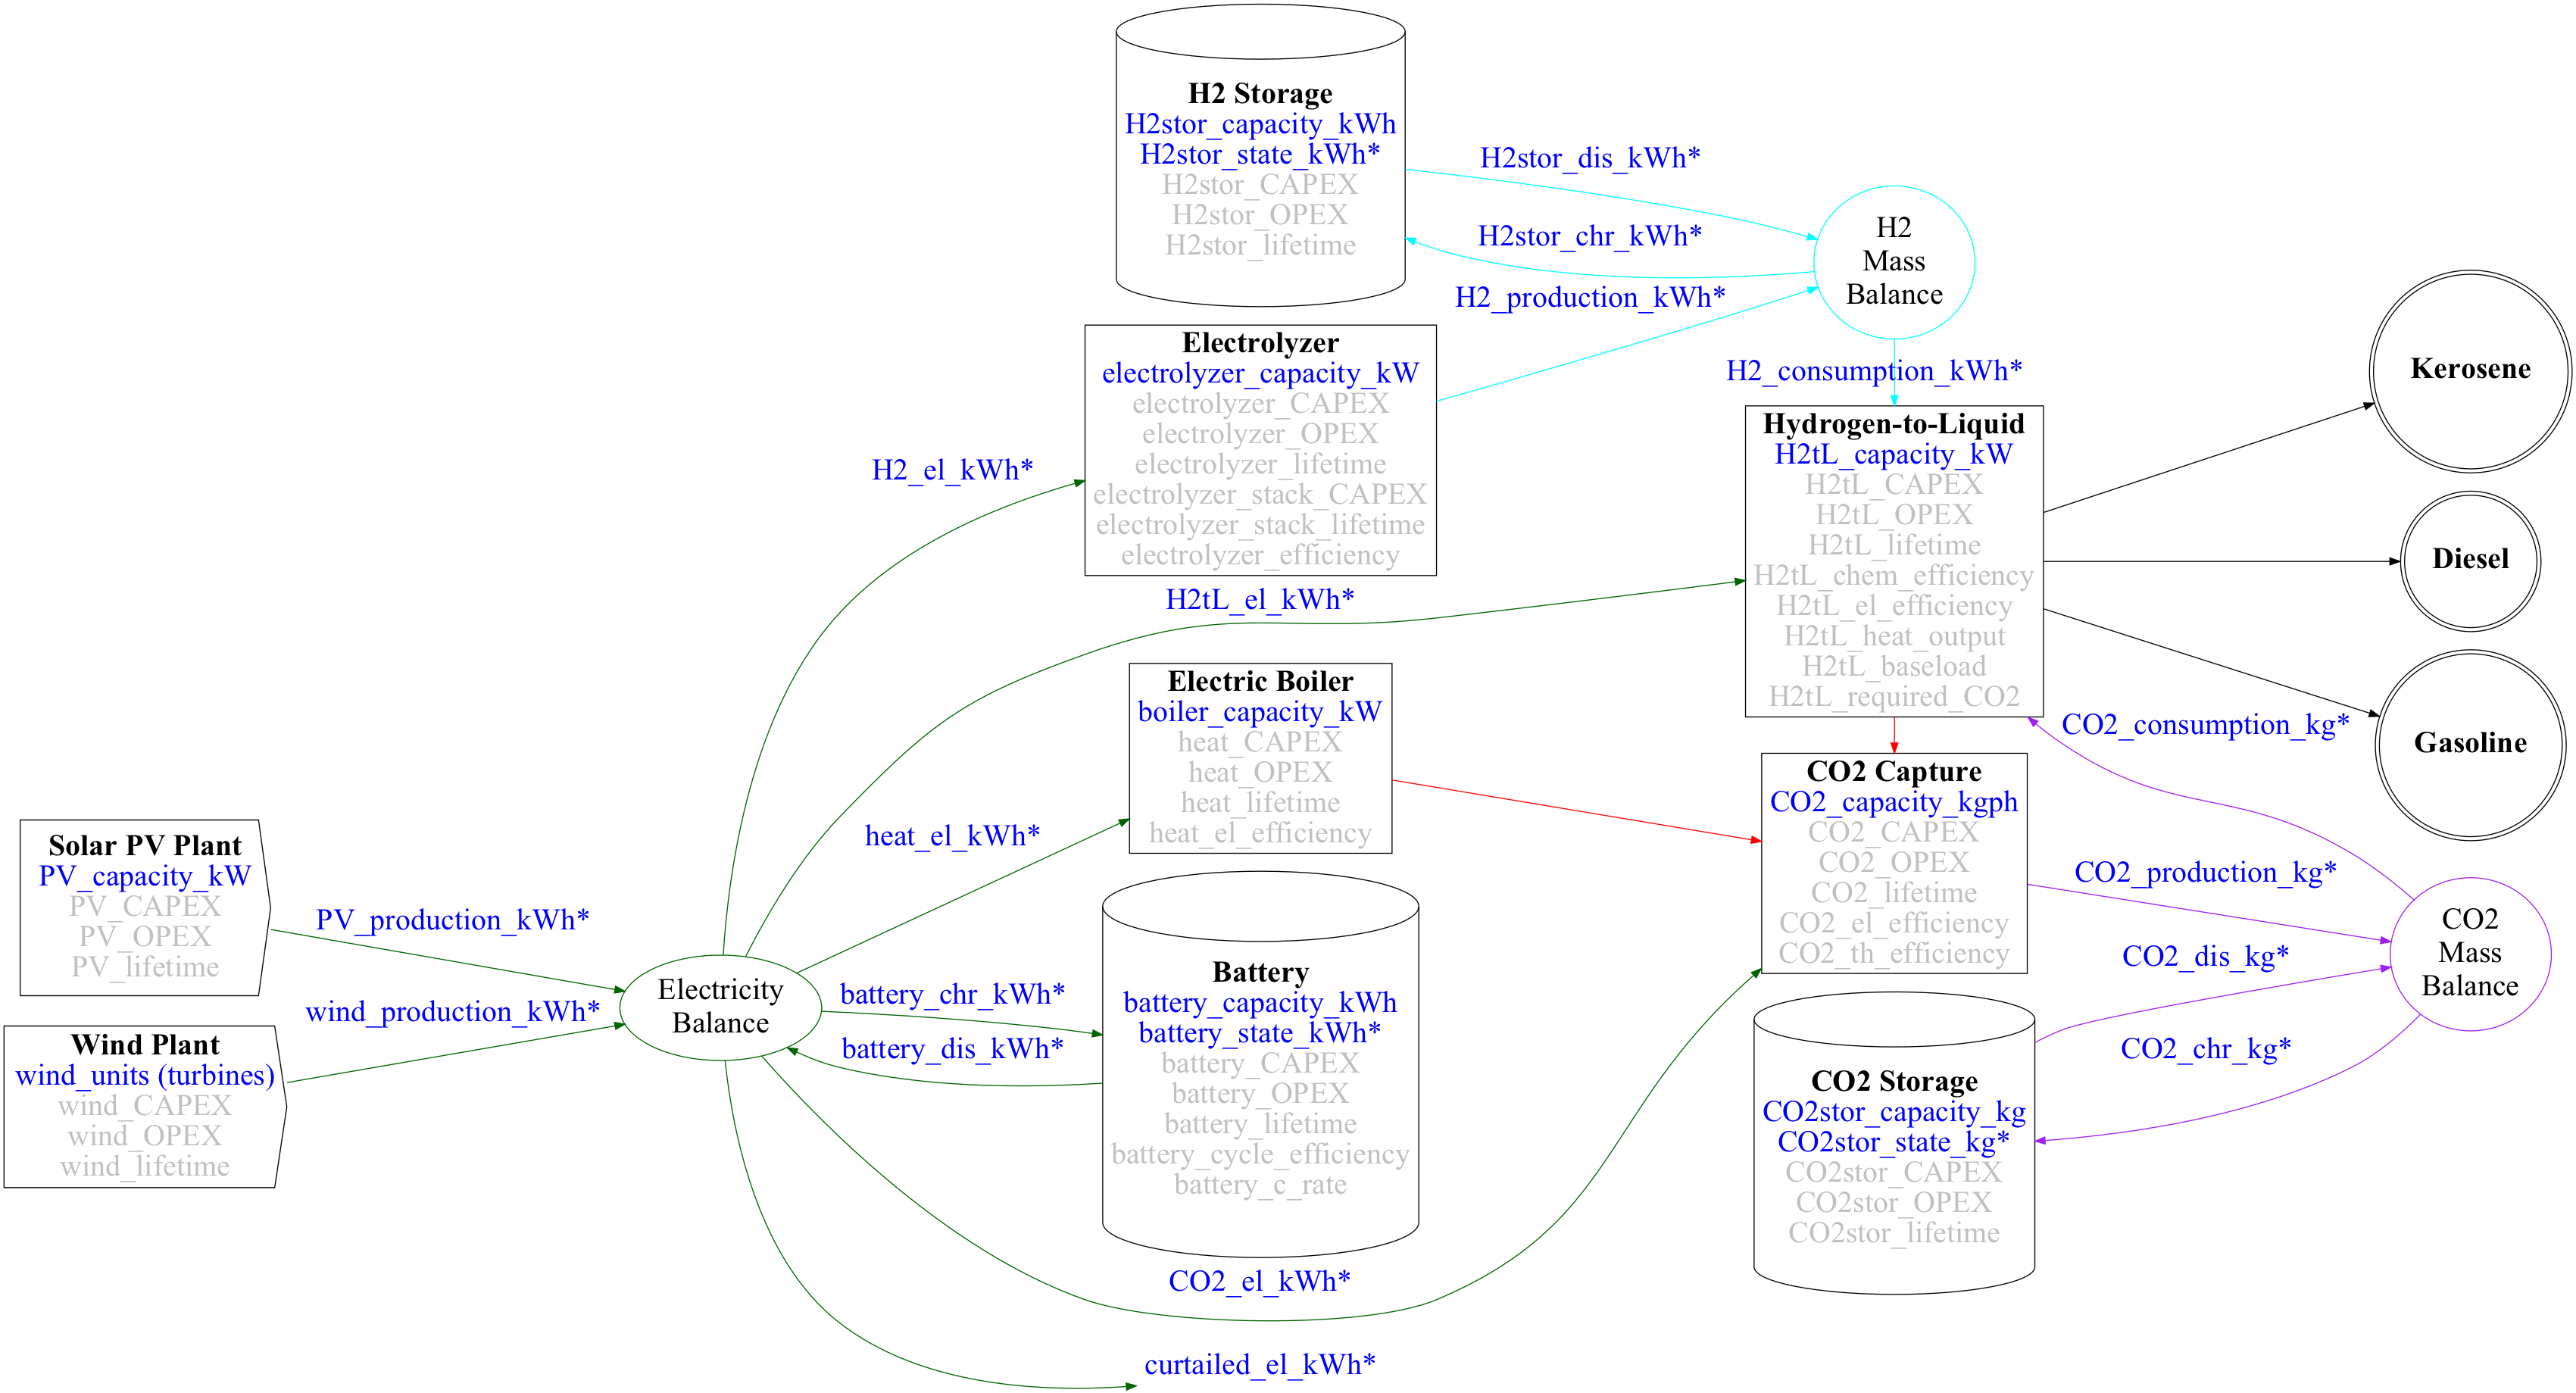 H2 Storage
H2stor_capacity_kWh
H2stor_state_kWh*
H2stor_CAPEX
H2stor_OPEX
H2stor_lifetime
H2stor_dis_kWh*
H2stor_chr_kWh*
H2_production_kWh*
H2
Mass
Balance
H2_consumption_kWh*
Electrolyzer
electrolyzer_capacity_kW
electrolyzer_CAPEX
electrolyzer_OPEX
electrolyzer_lifetime
electrolyzer_stack_CAPEX
electrolyzer_stack_lifetime
electrolyzer_efficiency
H2_el_kWh*
H2tL_el_kWh*
Hydrogen-to-Liquid
H2tL_capacity_kW
H2tL_CAPEX
H2tL_OPEX
H2tL_lifetime
H2tL_chem_efficiency
H2tL_el_efficiency
H2tL_heat_output
H2tL_baseload
H2tL_required_CO2
Kerosene
Diesel
Gasoline
Electric Boiler
boiler_capacity_kW
heat_CAPEX
heat_OPEX
heat_lifetime
heat_el_efficiency
heat_el_kWh*
CO2_consumption_kg*
CO2 Capture
CO2_capacity_kgph
CO2_CAPEX
CO2_OPEX
CO2_lifetime
CO2_el_efficiency
CO2_th_efficiency
CO2_production_kg*
CO2_dis_kg*
CO2_chr_kg*
CO2
Mass
Balance
Solar PV Plant
PV_capacity_kW
PV_CAPEX
PV_OPEX
PV_lifetime
PV_production_kWh*
wind_production_kWh*
Wind Plant
wind_units (turbines)
wind_CAPEX
wind_OPEX
wind_lifetime
Electricity
Balance
battery_chr_kWh*
battery_dis_kWh*
Battery
battery_capacity_kWh
battery_state_kWh*
battery_CAPEX
battery_OPEX
battery_lifetime
battery_cycle_efficiency
battery_c_rate
CO2 Storage
CO2stor_capacity_kg
CO2stor_state_kg*
CO2stor_CAPEX
CO2stor_OPEX
CO2stor_lifetime
CO2_el_kWh*
curtailed_el_kWh*